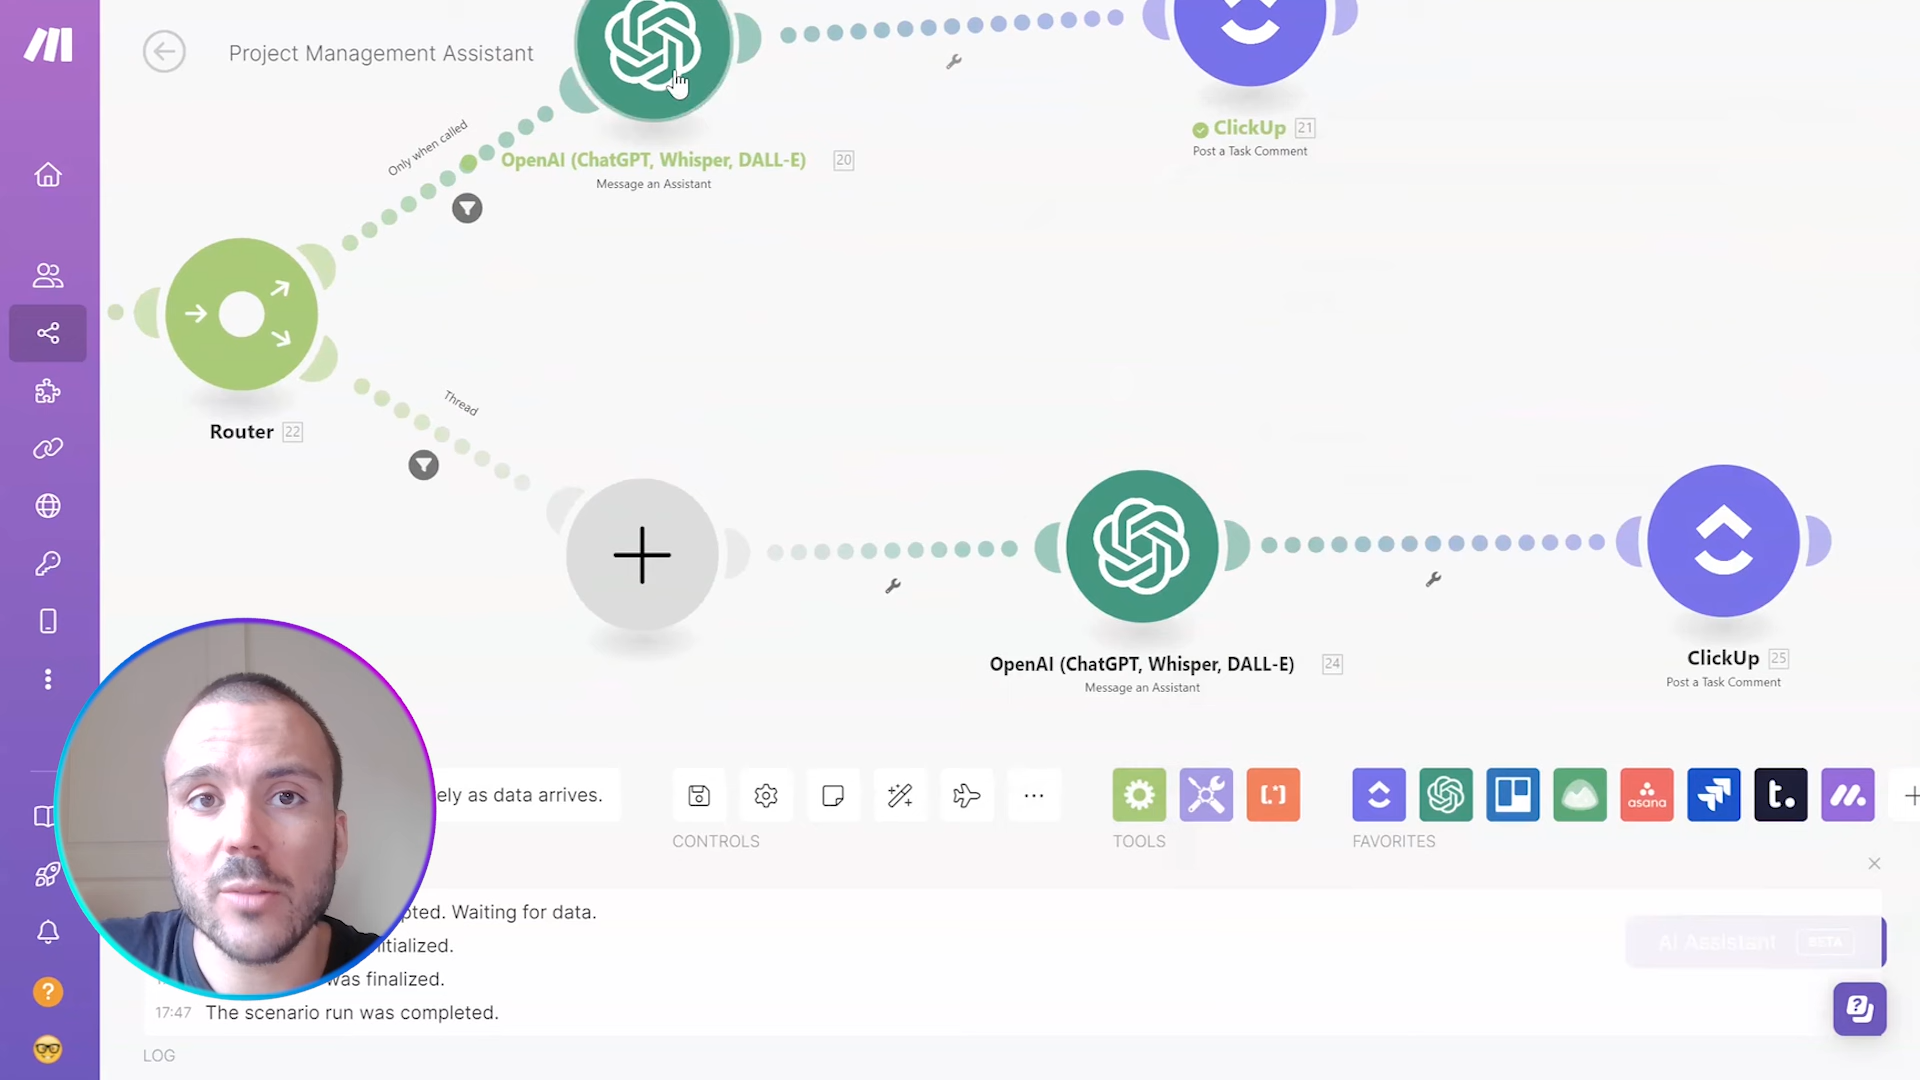 Project Management Assistant
Only when called
OpenAI (ChatGPT, Whisper, DALL-E) 20
Message an Assistant
ClickUp 21
Post a Task Comment
Router 22
Thread
OpenAI (ChatGPT, Whisper, DALL-E) 24
Message an Assistant
ClickUp 25
Post a Task Comment
ely as data arrives.
CONTROLS
TOOLS
[.*]
asana
t.
FAVORITES
pted. Waiting for data.
itialized.
was finalized.
17:47 The scenario run was completed.
LOG
AI Assistant BETA